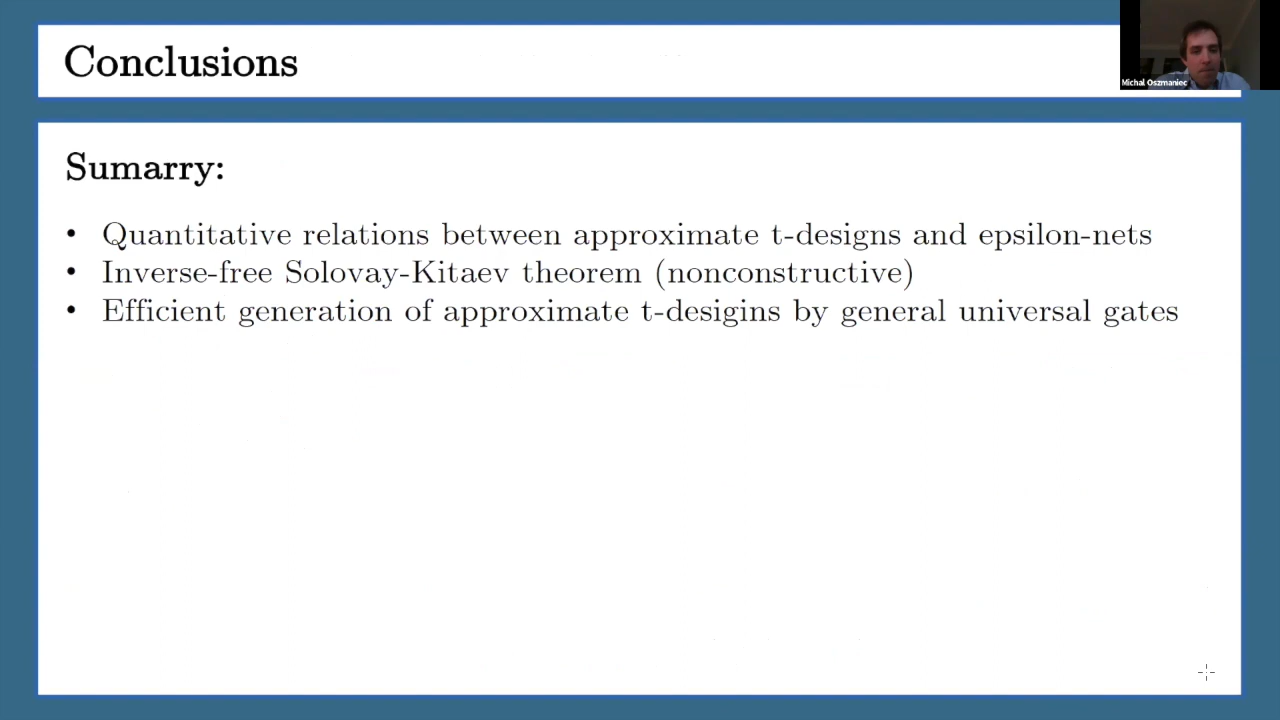 Conclusions
Michal Oszmaniec
Sumarry:
• Quantitative relations between approximate t-designs and epsilon-nets
• Inverse-free Solovay-Kitaev theorem (nonconstructive)
• Efficient generation of approximate t-desigins by general universal gates